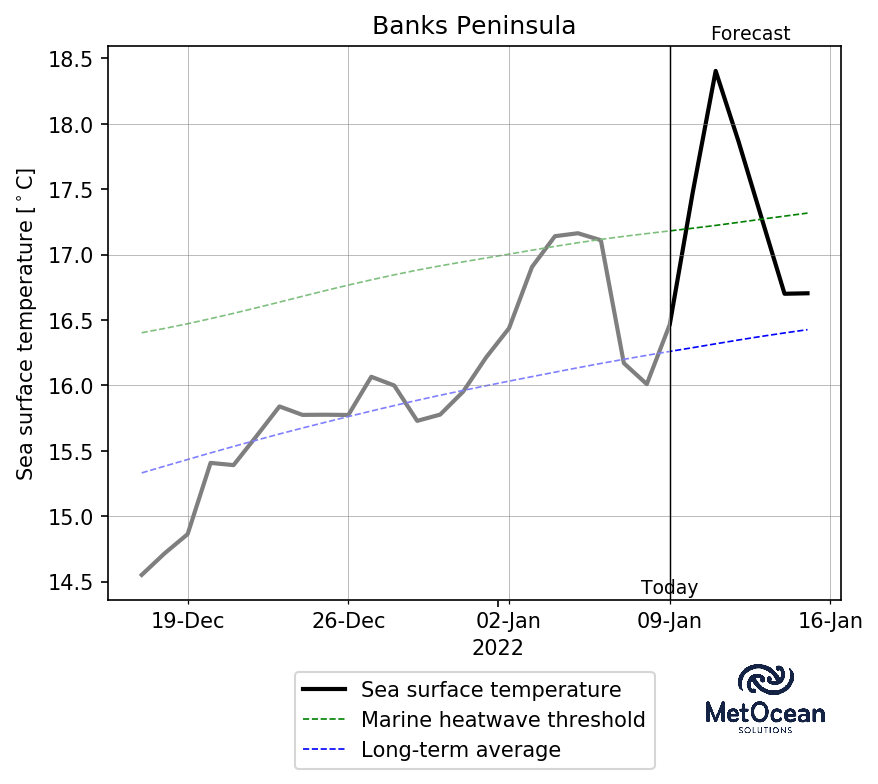 Banks Peninsula
Forecast
Sea surface temperature [°C]
18.5
18.0
17.5
17.0
16.5
16.0
15.5
15.0
14.5
Today
19-Dec 26-Dec 02-Jan 09-Jan 16-Jan
2022
Sea surface temperature
Marine heatwave threshold
Long-term average
MetOcean
SOLUTIONS